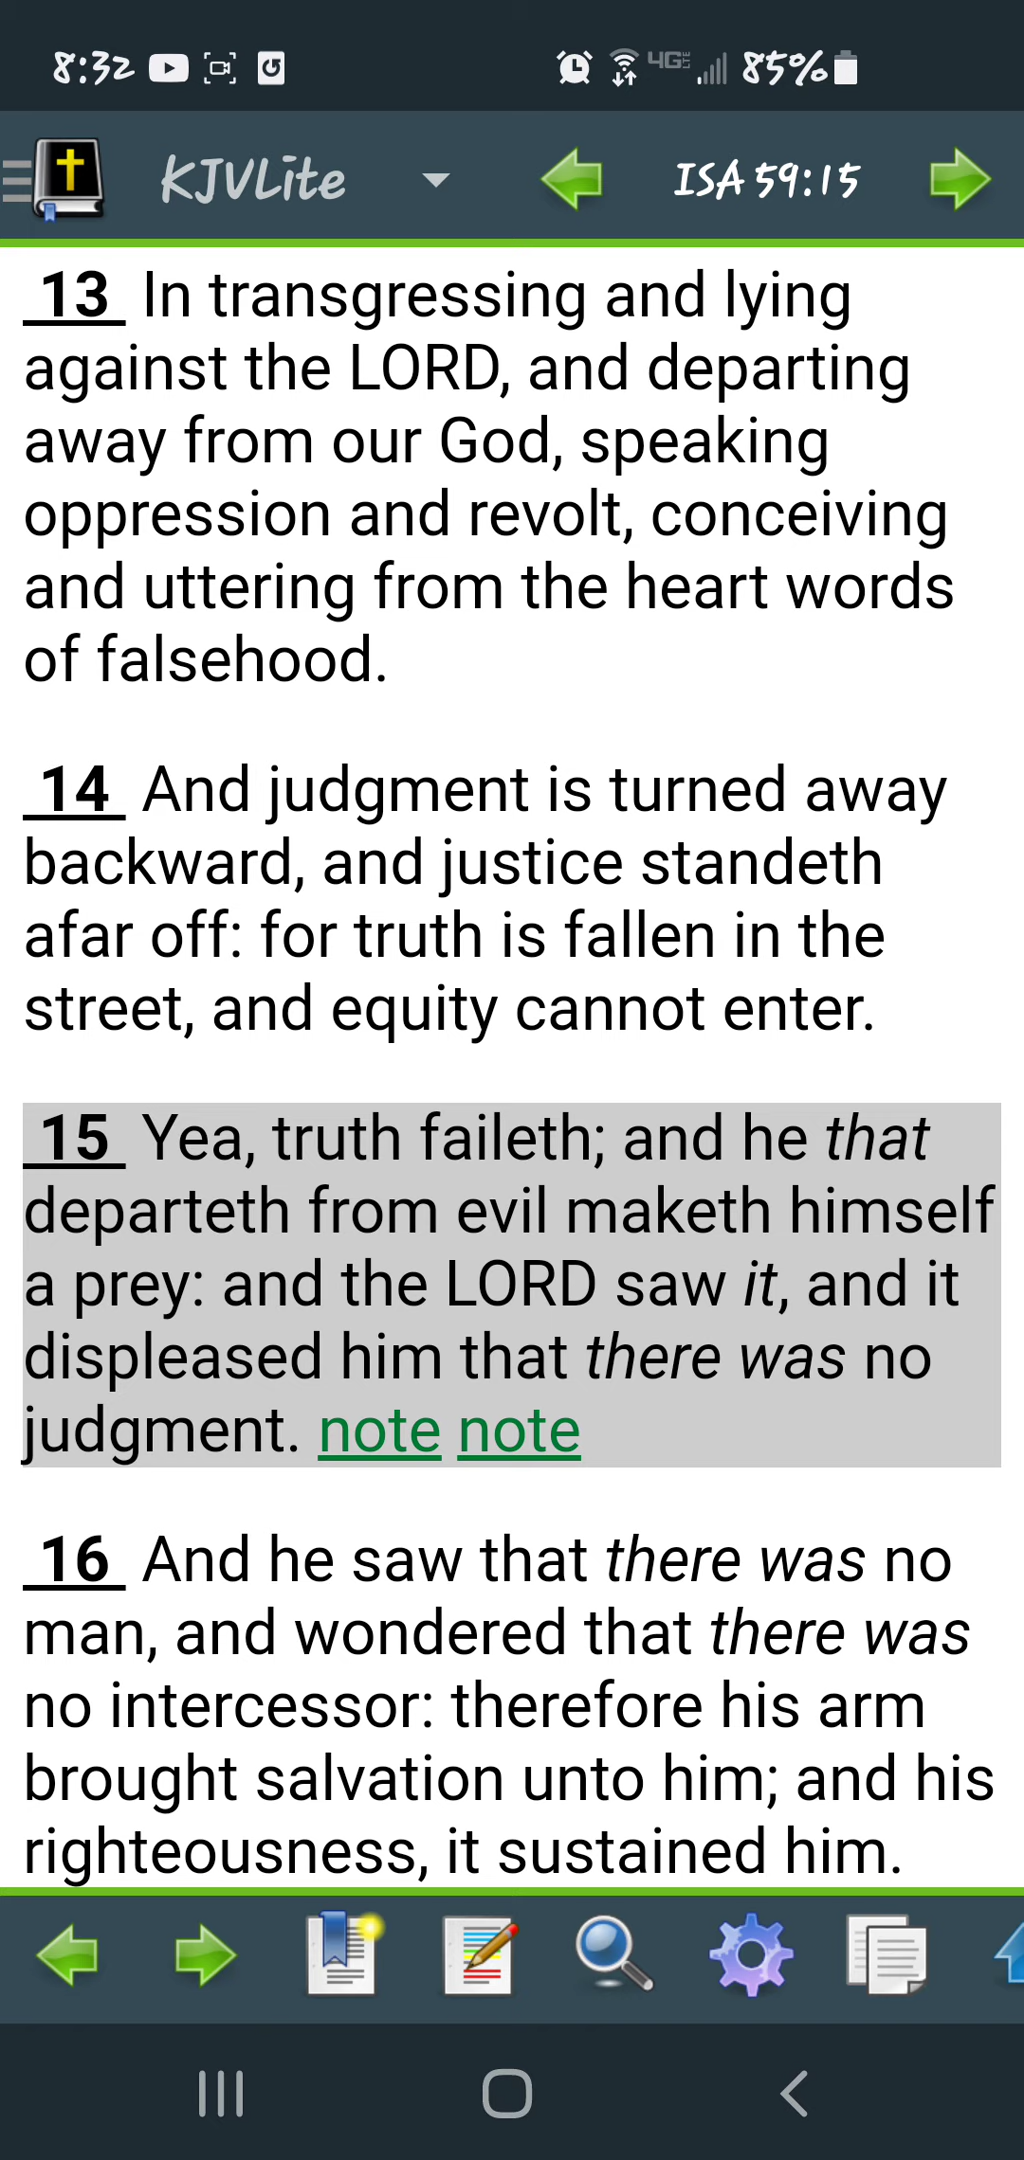 8:32 4GE 85%
KJVLite ISA 59:15
13 In transgressing and lying
against the LORD, and departing
away from our God, speaking
oppression and revolt, conceiving
and uttering from the heart words
of falsehood.
14 And judgment is turned away
backward, and justice standeth
afar off: for truth is fallen in the
street, and equity cannot enter.
15 Yea, truth faileth; and he that
departeth from evil maketh himself
a prey: and the LORD saw it, and it
displeased him that there was no
judgment. note note
16 And he saw that there was no
man, and wondered that there was
no intercessor: therefore his arm
brought salvation unto him; and his
righteousness, it sustained him.